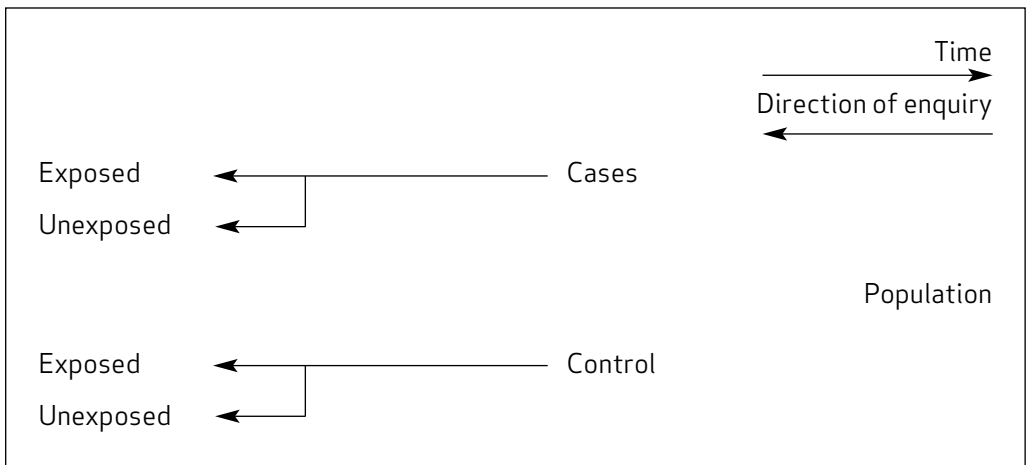 Time
Direction of enquiry
Exposed
Cases
Unexposed
Population
Exposed
Control
Unexposed